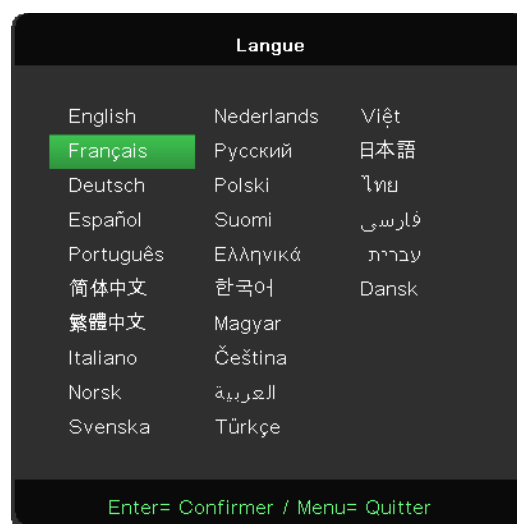 Langue
English
Français
Deutsch
Español
Português
简体中文
繁體中文
Italiano
Norsk
Svenska
Nederlands
Русский
Polski
Suomi
Ελληνικά
한국어
Magyar
Čeština
العربية
Türkçe
Việt
日本語
ไทย
فارسی
עברית
Dansk
Enter= Confirmer / Menu= Quitter